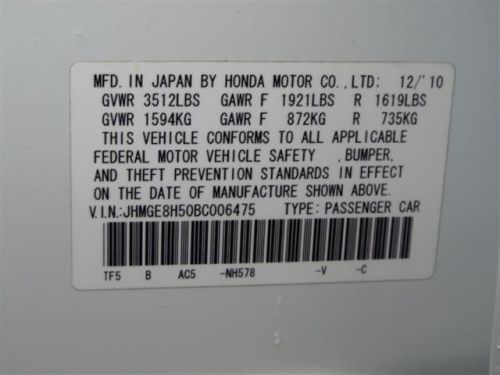 MFD. IN JAPAN BY HONDA MOTOR CO., LTD: 12/'10
GVWR 3512LBS GAWR F 1921LBS R 1619LBS
GVWR 1594KG GAWR F 872KG R 735KG
THIS VEHICLE CONFORMS TO ALL APPLICABLE
FEDERAL MOTOR VEHICLE SAFETY ,BUMPER,
AND THEFT PREVENTION STANDARDS IN EFFECT
ON THE DATE OF MANUFACTURE SHOWN ABOVE.
V.I.N.:JHMGE8H50BC006475 TYPE: PASSENGER CAR
TF5 B AC5 -NH578 -V -C